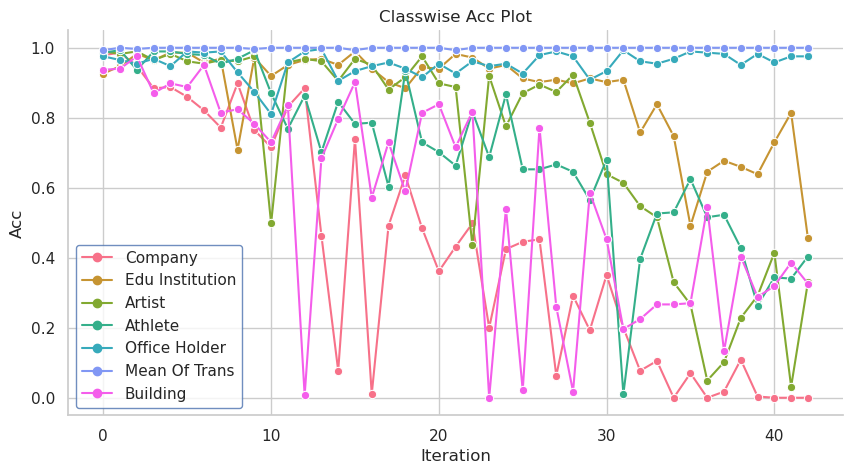 Classwise Acc Plot
1.0
0.8
0.6
0.4
0.2
0.0
Acc
Company
Edu Institution
Artist
Athlete
Office Holder
Mean Of Trans
Building
0
10
20
30
40
Iteration